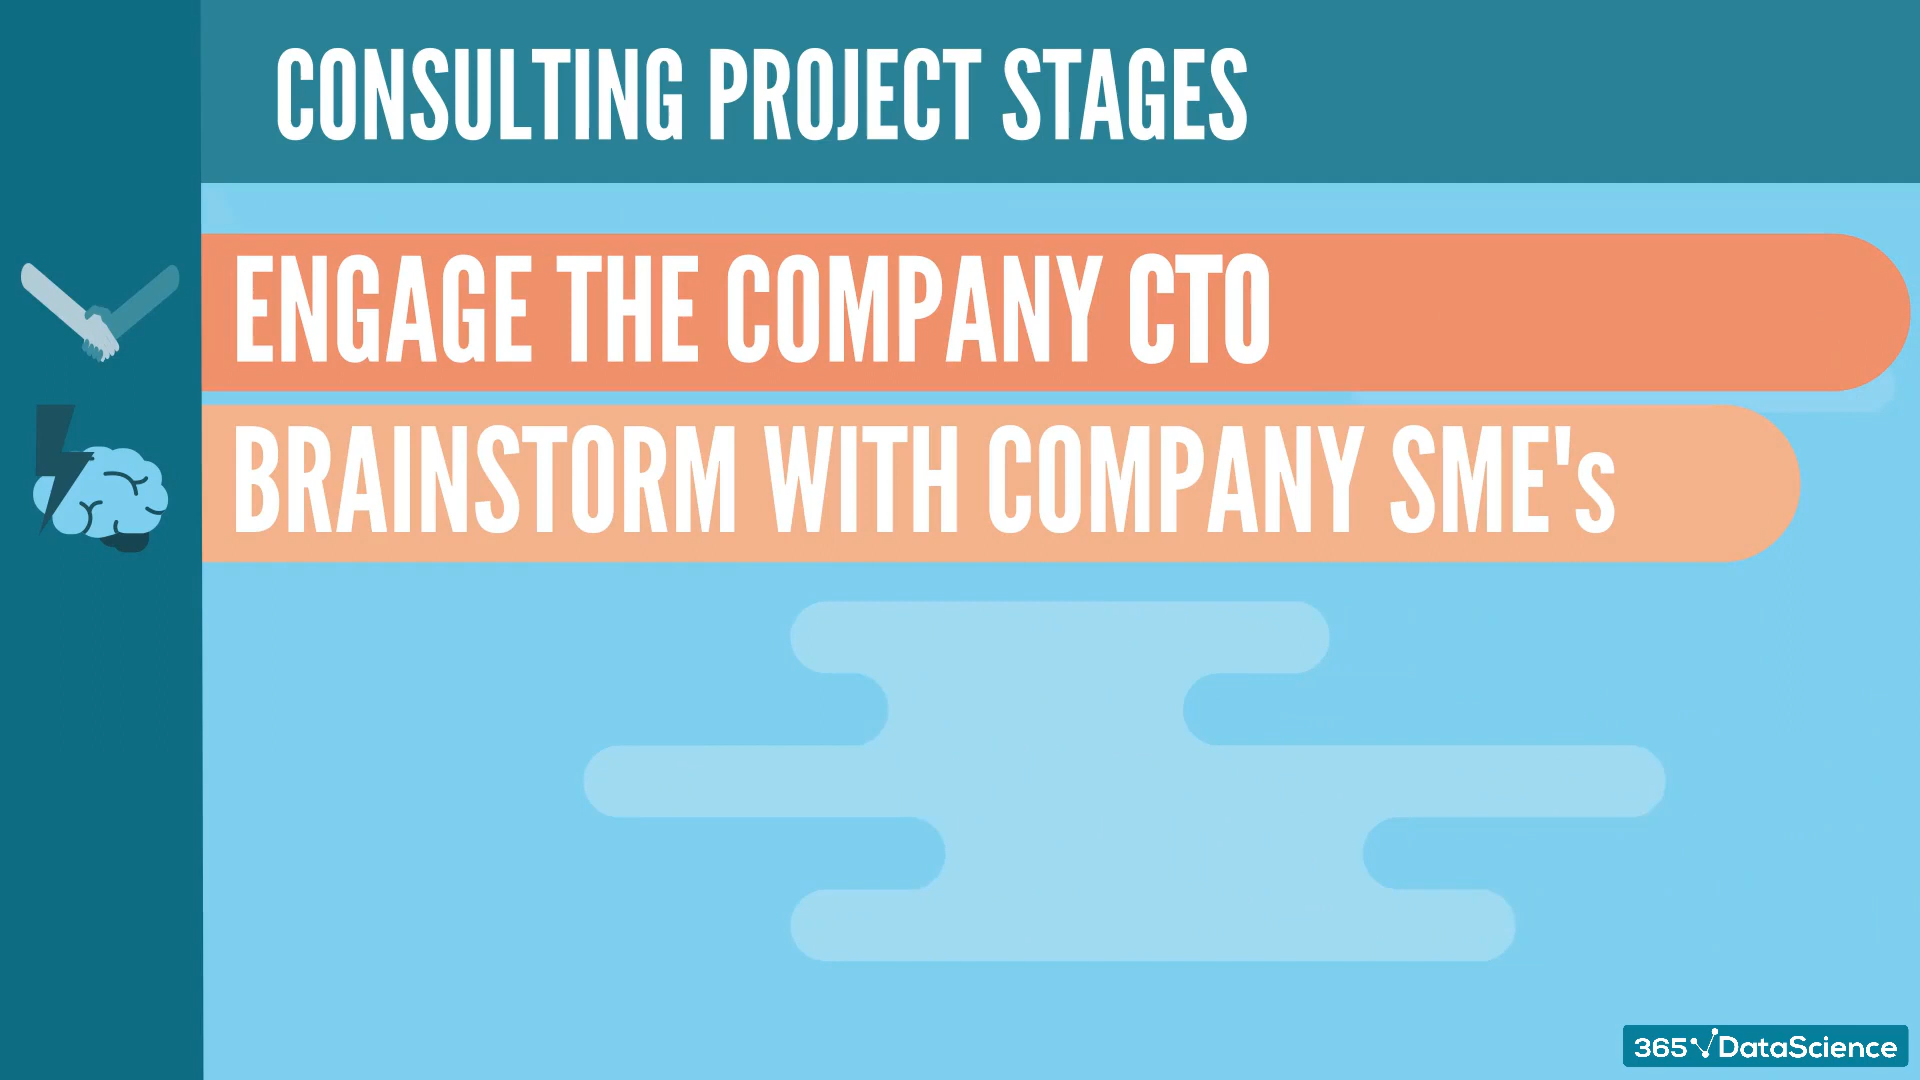 CONSULTING PROJECT STAGES
ENGAGE THE COMPANY CTO
BRAINSTORM WITH COMPANY SME's
365 DataScience